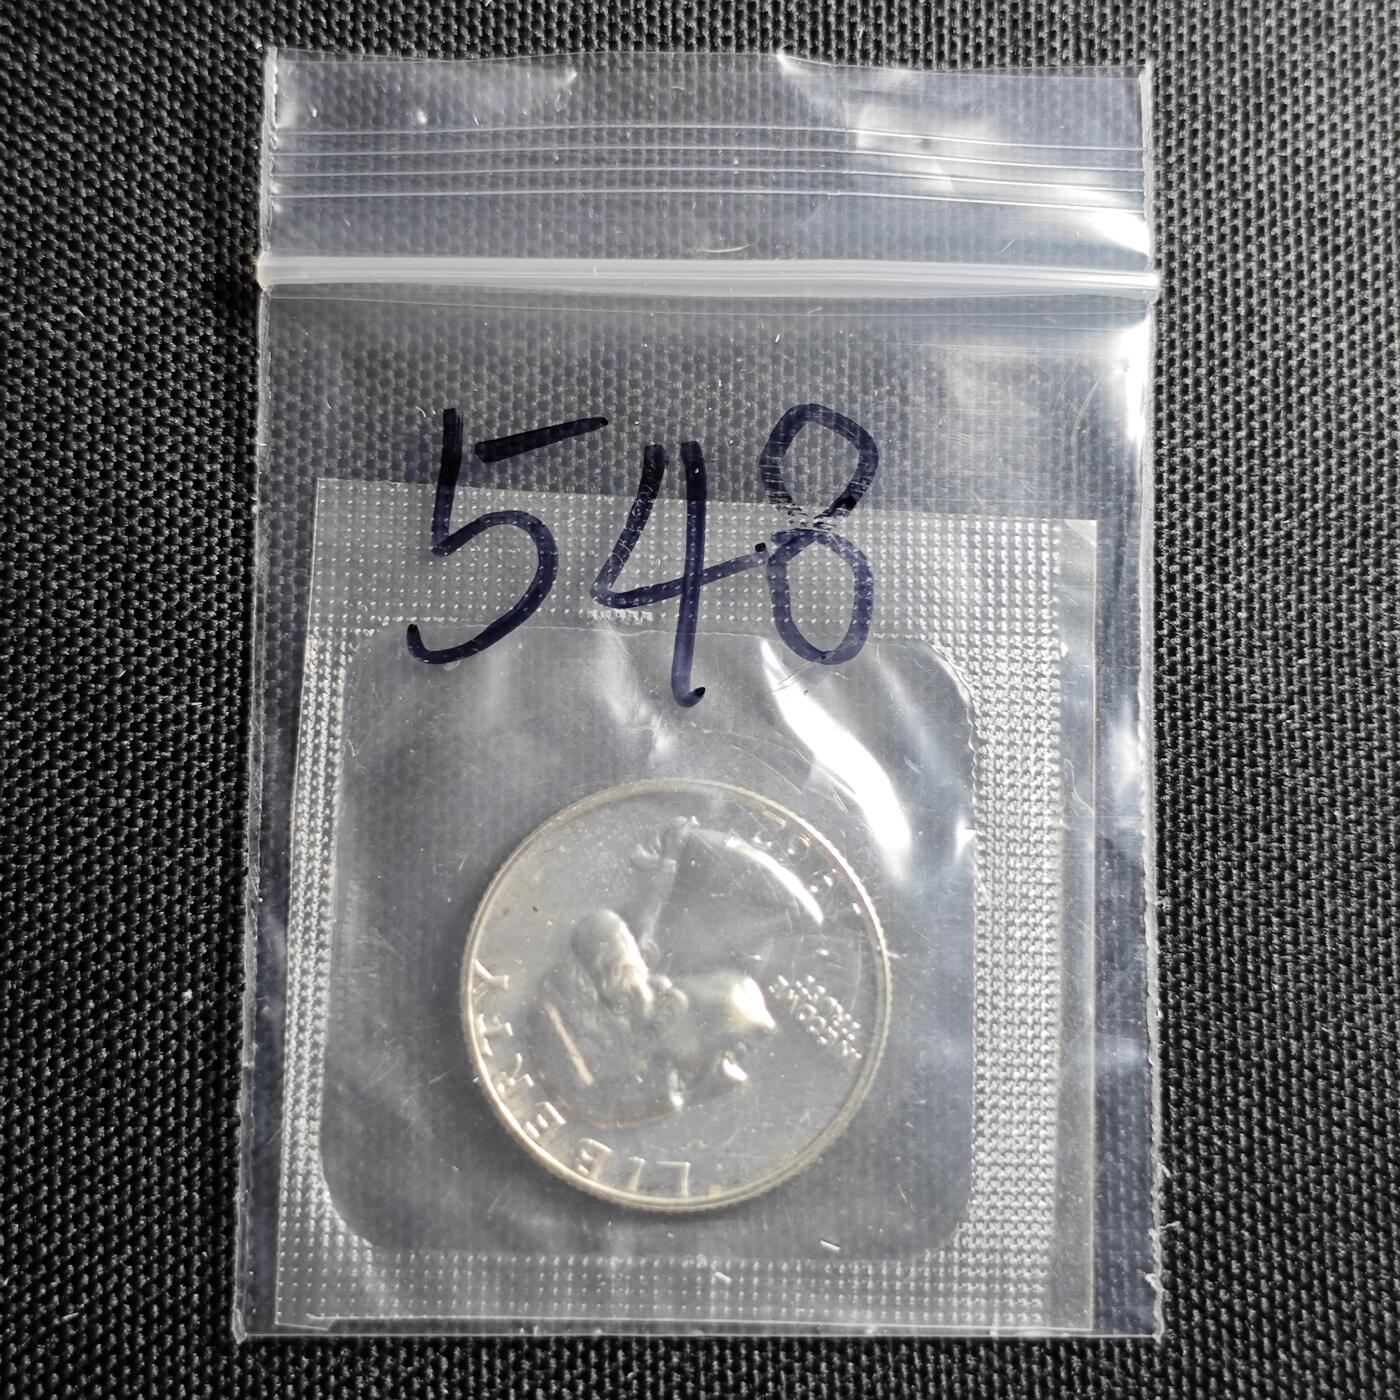 548
LIBERTY
IN GOD WE
TRUST